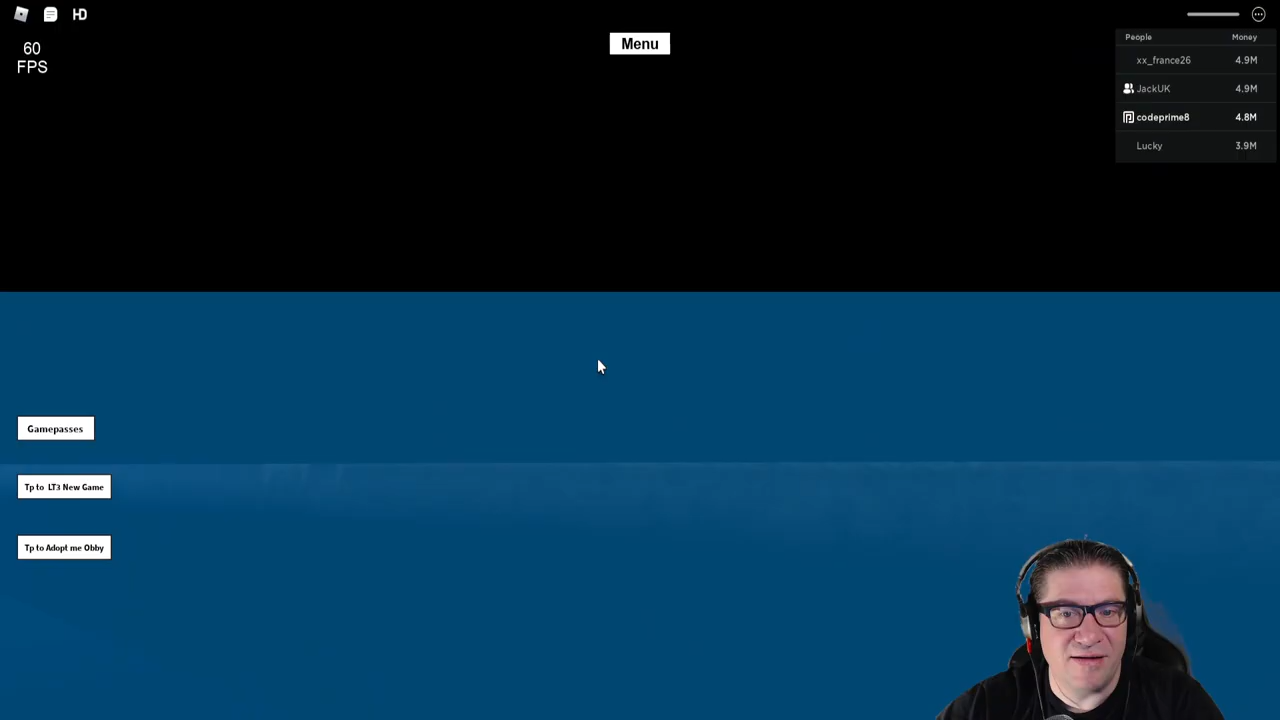 HD
60
FPS
Menu
People Money
xx_france26 4.9M
JackUK 4.9M
codeprime8 4.8M
Lucky 3.9M
Gamepasses
Tp to LT3 New Game
Tp to Adopt me Obby